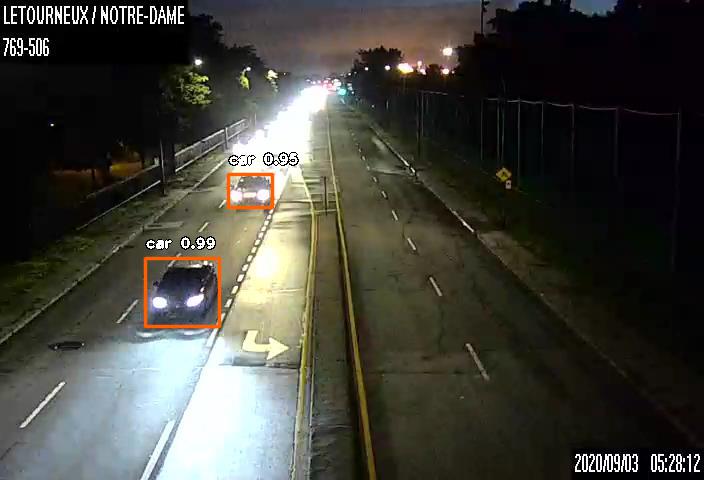 LETOURNEUX / NOTRE-DAME
769-506
car 0.95
car 0.99
2020/09/03 05:28:12